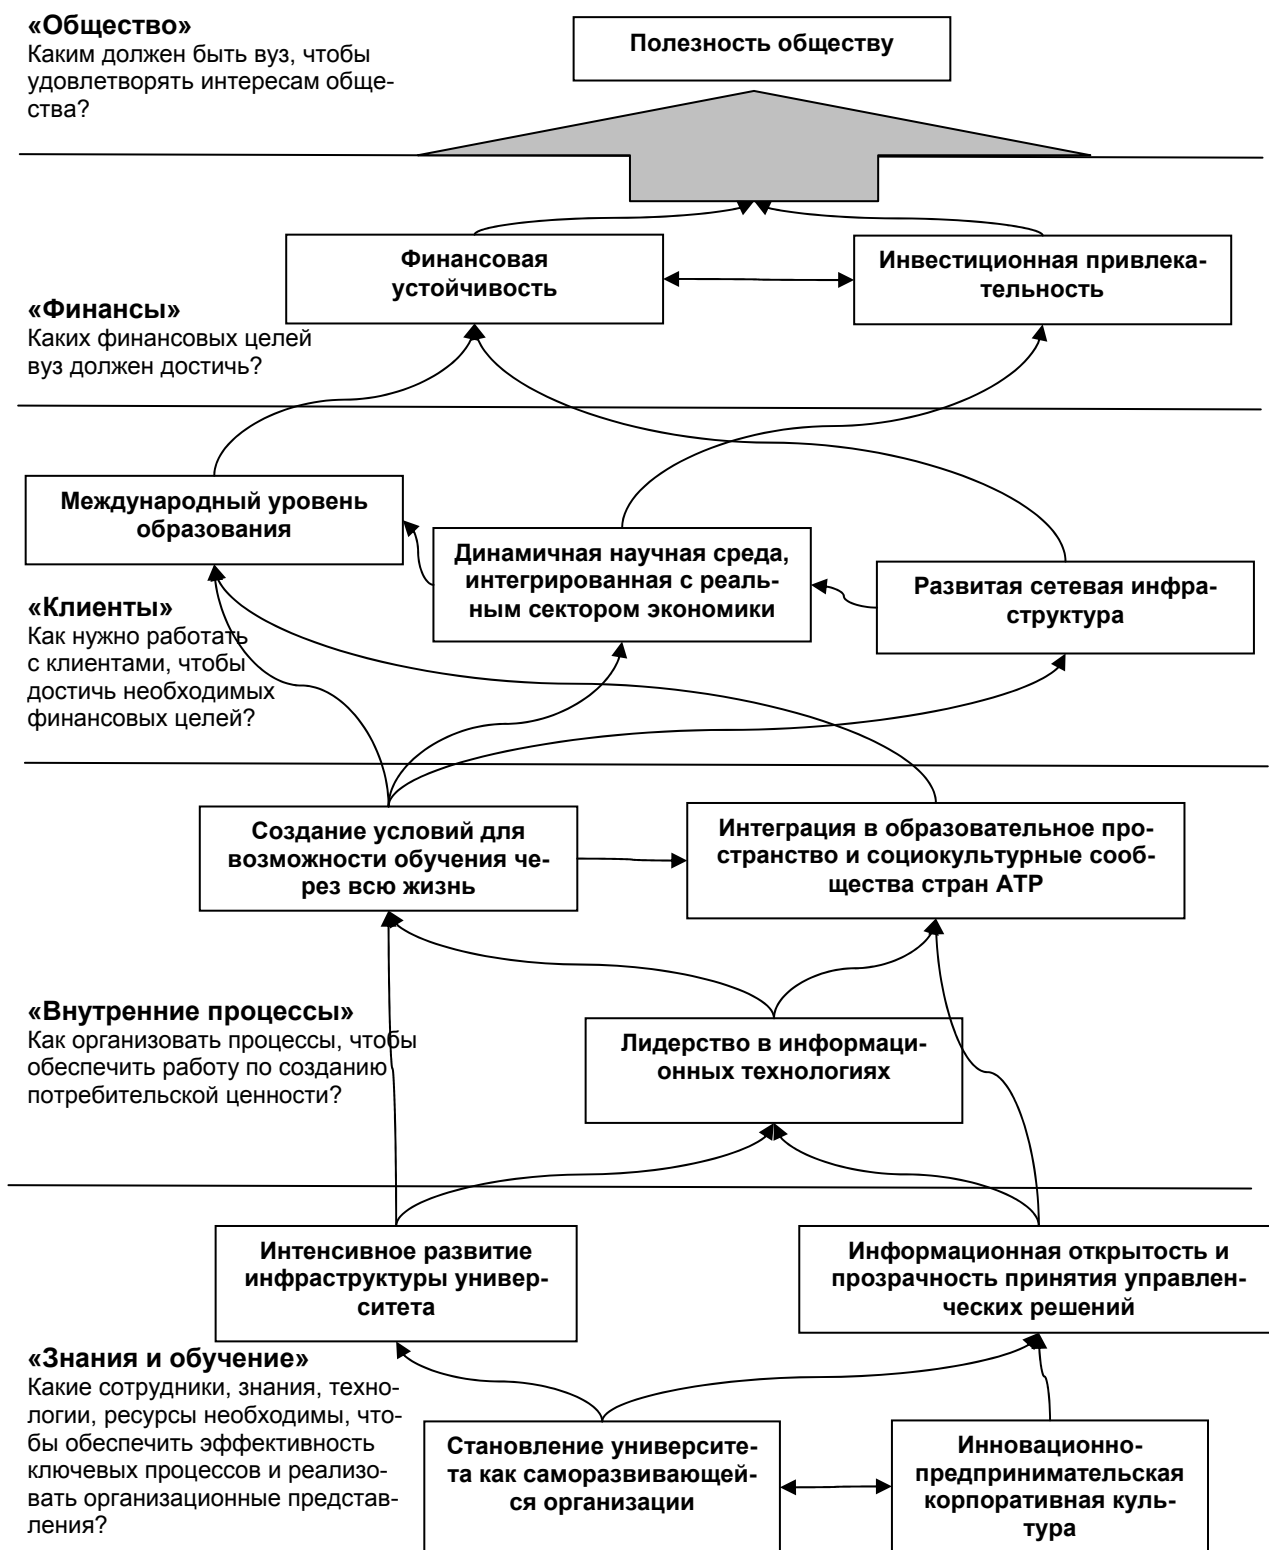 «Общество»
Каким должен быть вуз, чтобы
удовлетворять интересам обще-
ства?
Полезность обществу
Финансовая
устойчивость
Инвестиционная привлека-
тельность
«Финансы»
Каких финансовых целей
вуз должен достичь?
Международный уровень
образования
Динамичная научная среда,
интегрированная с реаль-
ным сектором экономики
Развитая сетевая инфра-
структура
«Клиенты»
Как нужно работать
с клиентами, чтобы
достичь необходимых
финансовых целей?
Создание условий для
возможности обучения че-
рез всю жизнь
Интеграция в образовательное про-
странство и социокультурные сооб-
щества стран АТР
«Внутренние процессы»
Как организовать процессы, чтобы
обеспечить работу по созданию
потребительской ценности?
Лидерство в информаци-
онных технологиях
Интенсивное развитие
инфраструктуры универ-
ситета
Информационная открытость и
прозрачность принятия управлен-
ческих решений
«Знания и обучение»
Какие сотрудники, знания, техно-
логии, ресурсы необходимы, что-
бы обеспечить эффективность
ключевых процессов и реализо-
вать организационные представ-
ления?
Становление университе-
та как саморазвивающей-
ся организации
Инновационно-
предпринимательская
корпоративная куль-
тура